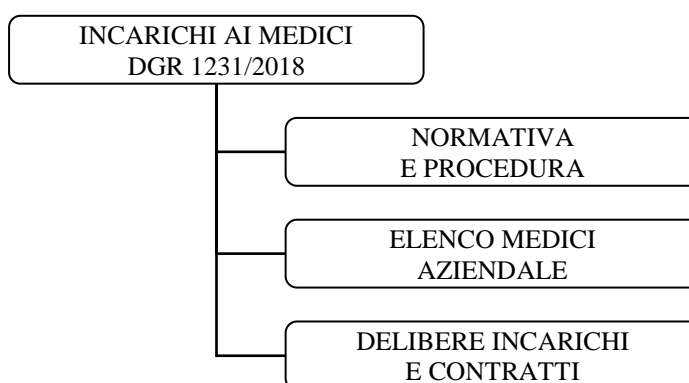 INCARICHI AI MEDICI
DGR 1231/2018
NORMATIVA
E PROCEDURA
ELENCO MEDICI
AZIENDALE
DELIBERE INCARICHI
E CONTRATTI